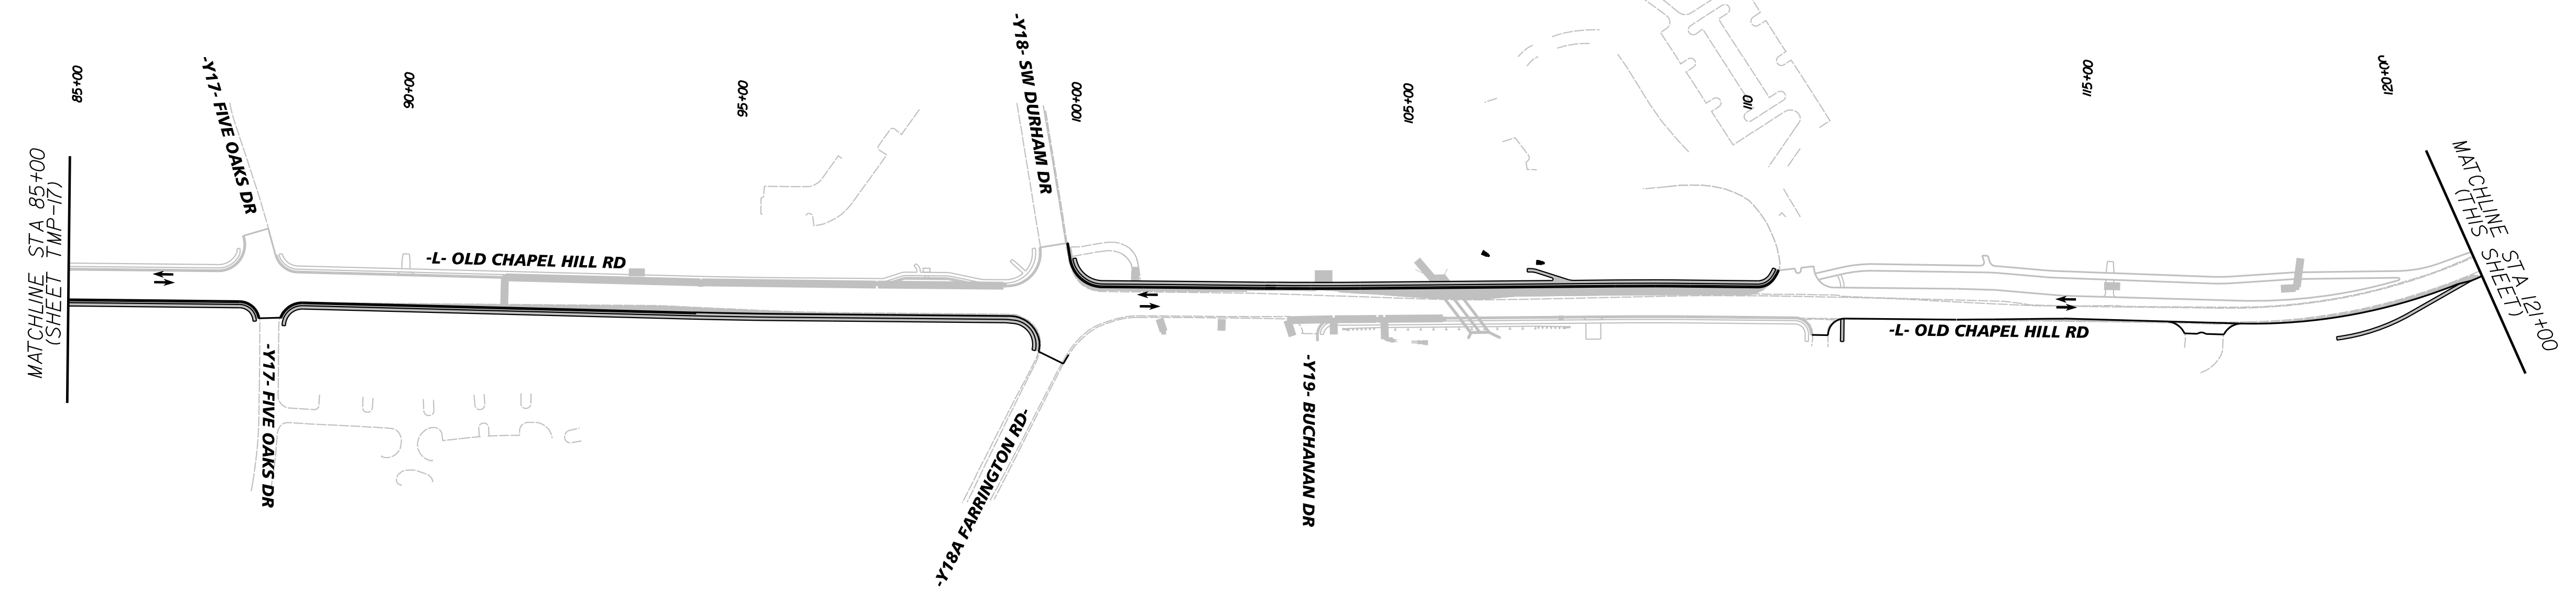 MATCHLINE STA 85+00
(SHEET TMP-17)
85+00
-Y17- FIVE OAKS DR
90+00
-L- OLD CHAPEL HILL RD
-Y17- FIVE OAKS DR
95+00
-Y18- SW DURHAM DR
100+00
-Y18A FARRINGTON RD-
-Y19- BUCHANAN DR
105+00
110
115+00
-L- OLD CHAPEL HILL RD
120+00
MATCHLINE STA 121+00
(THIS SHEET)